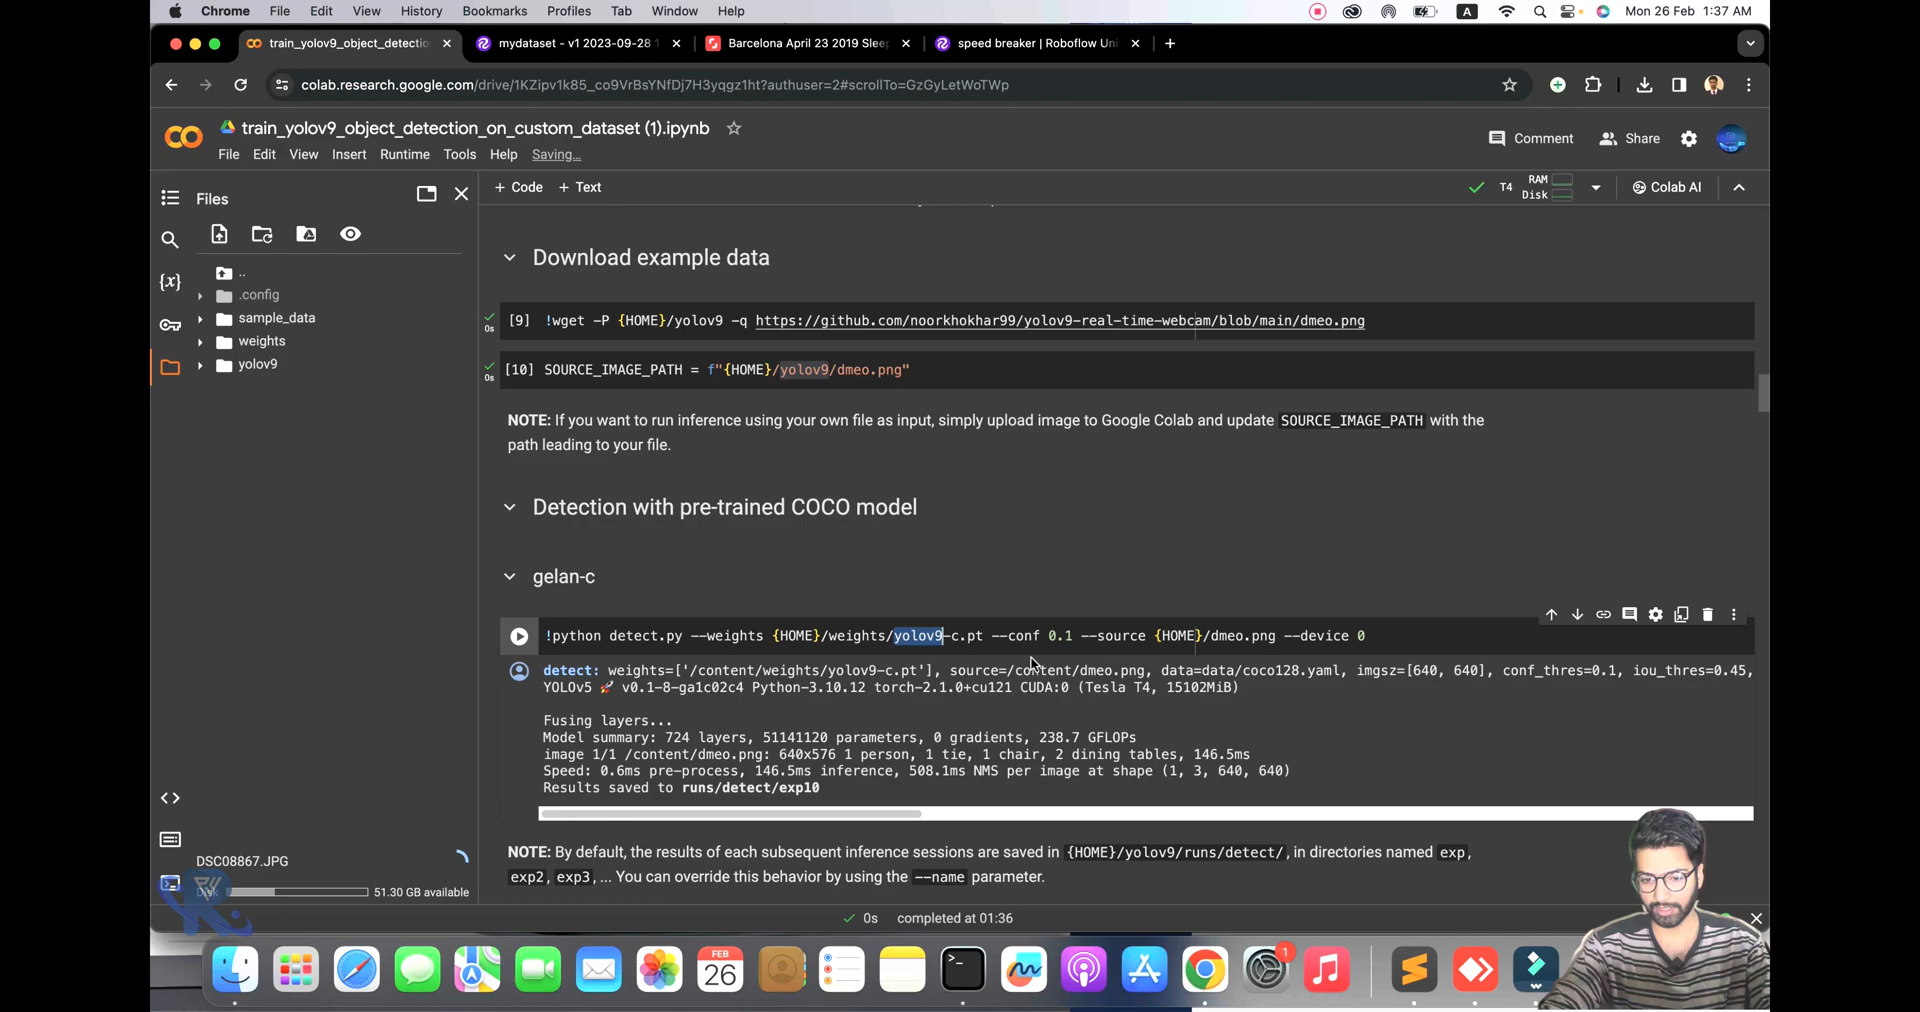 Chrome File Edit View History Bookmarks Profiles Tab Window Help A Mon 26 Feb 1:37 AM
train_yolov9_object_detectio mydataset - v1 2023-09-28 1 Barcelona April 23 2019 Slee speed breaker | Roboflow Uni
colab.research.google.com/drive/1KZipv1k85_co9VrBsYNfDj7H3yqgz1ht?authuser=2#scrollTo=GzGyLetWoTWp
train_yolov9_object_detection_on_custom_dataset (1).ipynb
Comment Share
File Edit View Insert Runtime Tools Help Saving...
Files
+ Code + Text
T4 RAM Disk Colab AI
..
.config
sample_data
weights
yolov9
{x}
Download example data
0s [9] !wget -P {HOME}/yolov9 -q https://github.com/noorkhokhar99/yolov9-real-time-webcam/blob/main/dmeo.png
0s [10] SOURCE_IMAGE_PATH = f"{HOME}/yolov9/dmeo.png"
NOTE: If you want to run inference using your own file as input, simply upload image to Google Colab and update SOURCE_IMAGE_PATH with the
path leading to your file.
Detection with pre-trained COCO model
gelan-c
!python detect.py --weights {HOME}/weights/yolov9-c.pt --conf 0.1 --source {HOME}/dmeo.png --device 0
detect: weights=['/content/weights/yolov9-c.pt'], source=/content/dmeo.png, data=data/coco128.yaml, imgsz=[640, 640], conf_thres=0.1, iou_thres=0.45,
YOLOv5 🚀 v0.1-8-ga1c02c4 Python-3.10.12 torch-2.1.0+cu121 CUDA:0 (Tesla T4, 15102MiB)
Fusing layers...
Model summary: 724 layers, 51141120 parameters, 0 gradients, 238.7 GFLOPs
image 1/1 /content/dmeo.png: 640x576 1 person, 1 tie, 1 chair, 2 dining tables, 146.5ms
Speed: 0.6ms pre-process, 146.5ms inference, 508.1ms NMS per image at shape (1, 3, 640, 640)
Results saved to runs/detect/exp10
NOTE: By default, the results of each subsequent inference sessions are saved in {HOME}/yolov9/runs/detect/, in directories named exp,
exp2, exp3, ... You can override this behavior by using the --name parameter.
DSC08867.JPG
Disk 51.30 GB available
0s completed at 01:36
FEB
26
1